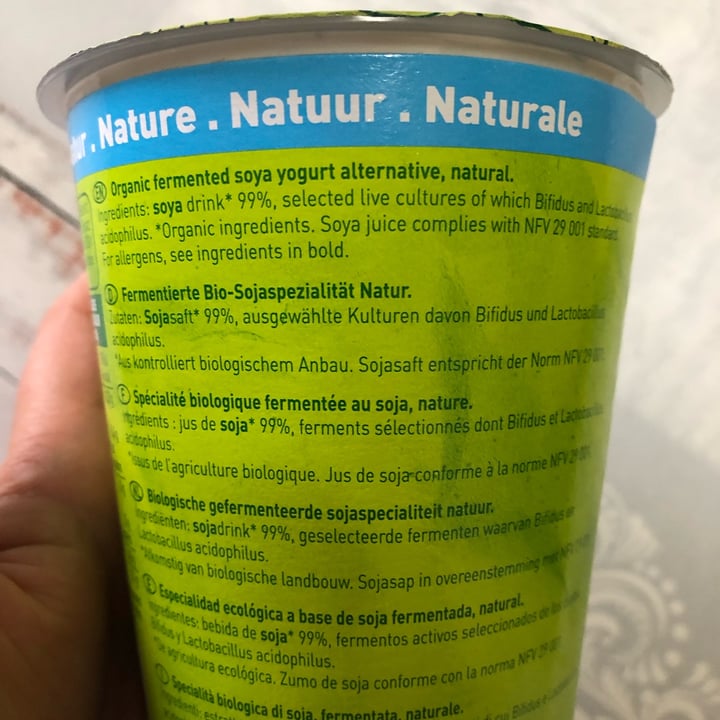 . Nature . Natuur . Naturale
EN Organic fermented soya yogurt alternative, natural.
Ingredients: soya drink* 99%, selected live cultures of which Bifidus and Lactobacillus
acidophilus. *Organic ingredients. Soya juice complies with NFV 29 001 standard.
For allergens, see ingredients in bold.
D Fermentierte Bio-Sojaspezialität Natur.
Zutaten: Sojasaft* 99%, ausgewählte Kulturen davon Bifidus und Lactobacillus
acidophilus.
*Aus kontrolliert biologischem Anbau. Sojasaft entspricht der Norm NFV 29 001.
F Spécialité biologique fermentée au soja, nature.
Ingrédients : jus de soja* 99%, ferments sélectionnés dont Bifidus et Lactobacillus
acidophilus.
*Issus de l'agriculture biologique. Jus de soja conforme à la norme NFV 29 001.
Biologische gefermenteerde sojaspecialiteit natuur.
Ingrediënten: sojadrink* 99%, geselecteerde fermenten waarvan Bifidus en
Lactobacillus acidophilus.
*Afkomstig van biologische landbouw. Sojasap in overeenstemming met NFV 29 001.
E Especialidad ecológica a base de soja fermentada, natural.
Ingredientes: bebida de soja* 99%, fermentos activos seleccionados de los cuales
Bifidus y Lactobacillus acidophilus.
*De agricultura ecológica. Zumo de soja conforme con la norma NFV 29 001.
I Specialità biologica di soja, fermentata, naturale.
Bifidus e